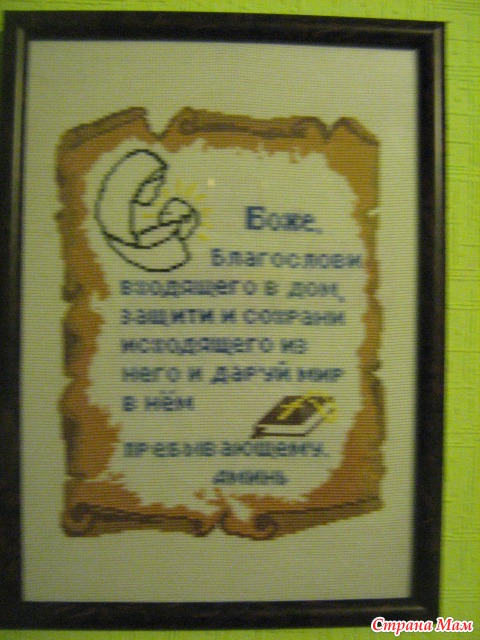 Боже,
Благослови
входящего в дом,
защити и сохрани
исходящего из
него и даруй мир
в нём
пребывающему.
аминь
Страна Мам